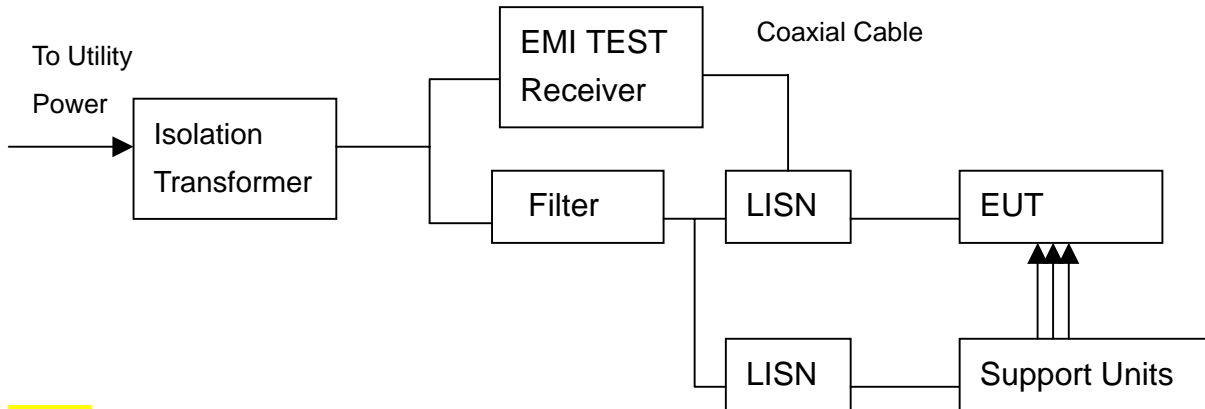 To Utility
Power
Isolation
Transformer
EMI TEST
Receiver
Coaxial Cable
Filter
LISN
EUT
LISN
Support Units